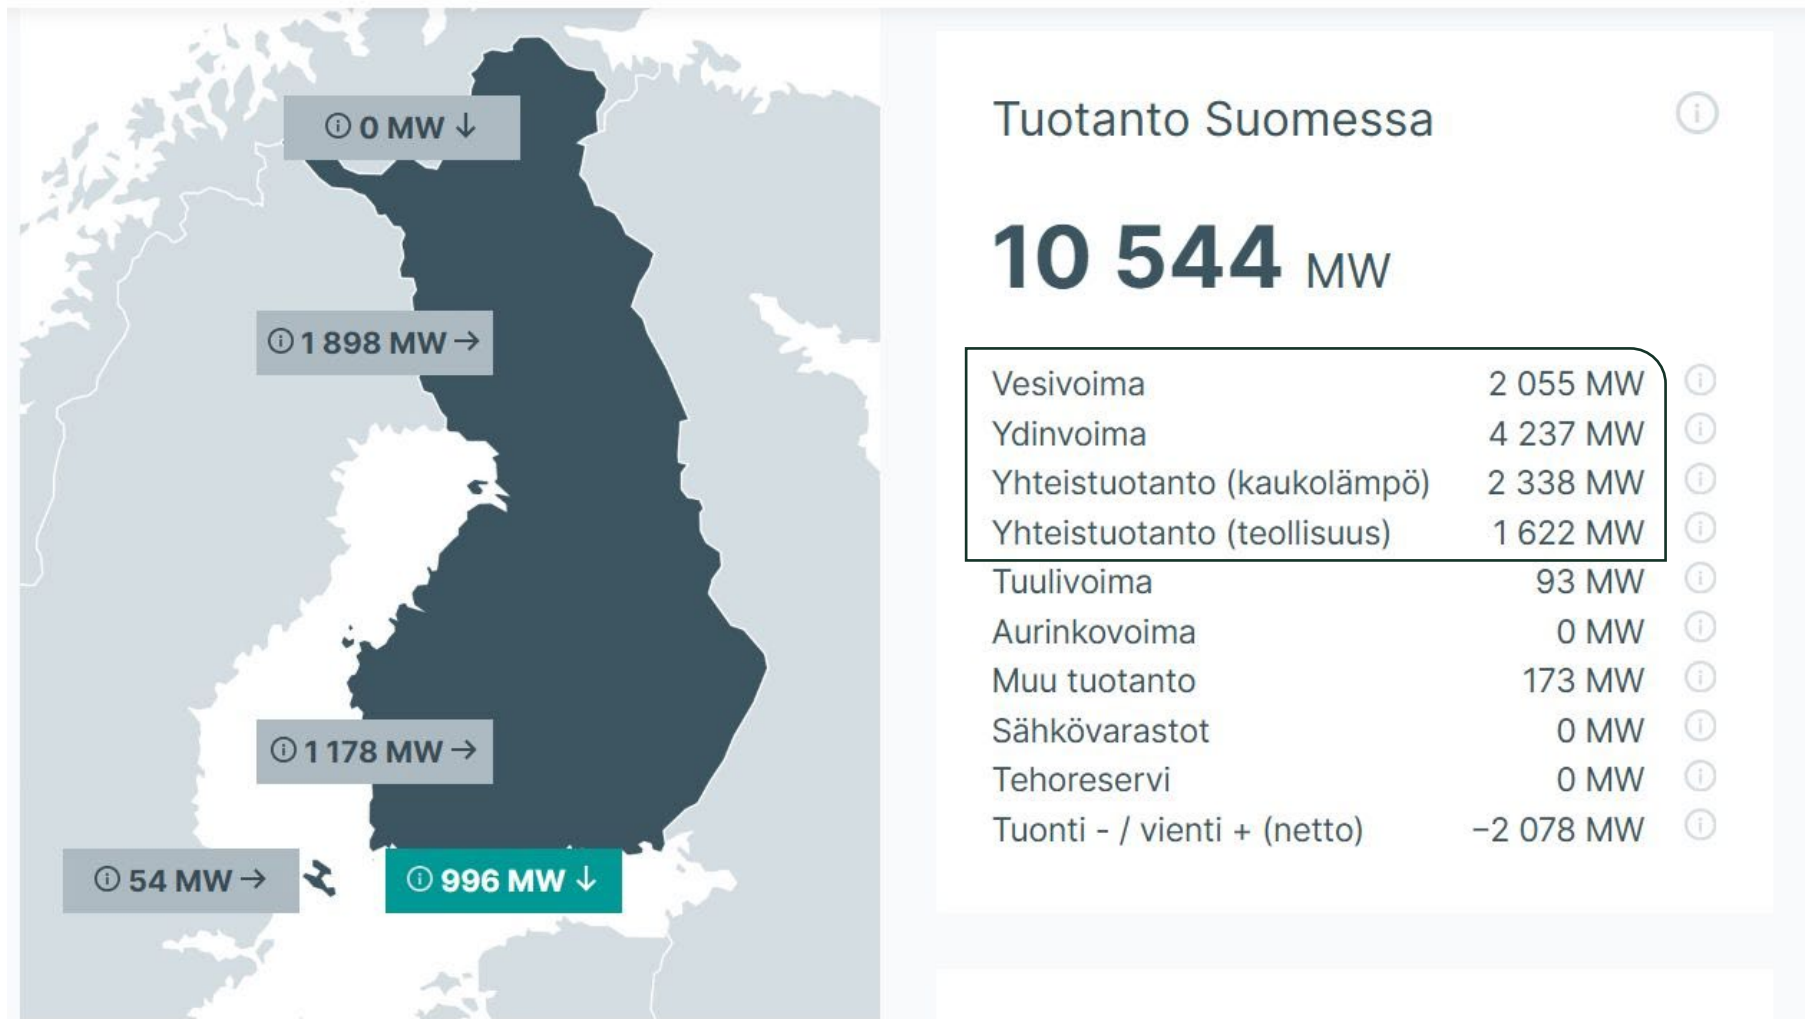 ⓘ 0 MW ↓
ⓘ 1 898 MW →
ⓘ 1 178 MW →
ⓘ 54 MW →
ⓘ 996 MW ↓
Tuotanto Suomessa ⓘ
10 544 MW
Vesivoima 2 055 MW ⓘ
Ydinvoima 4 237 MW ⓘ
Yhteistuotanto (kaukolämpö) 2 338 MW ⓘ
Yhteistuotanto (teollisuus) 1 622 MW ⓘ
Tuulivoima 93 MW ⓘ
Aurinkovoima 0 MW ⓘ
Muu tuotanto 173 MW ⓘ
Sähkövarastot 0 MW ⓘ
Tehoreservi 0 MW ⓘ
Tuonti - / vienti + (netto) −2 078 MW ⓘ